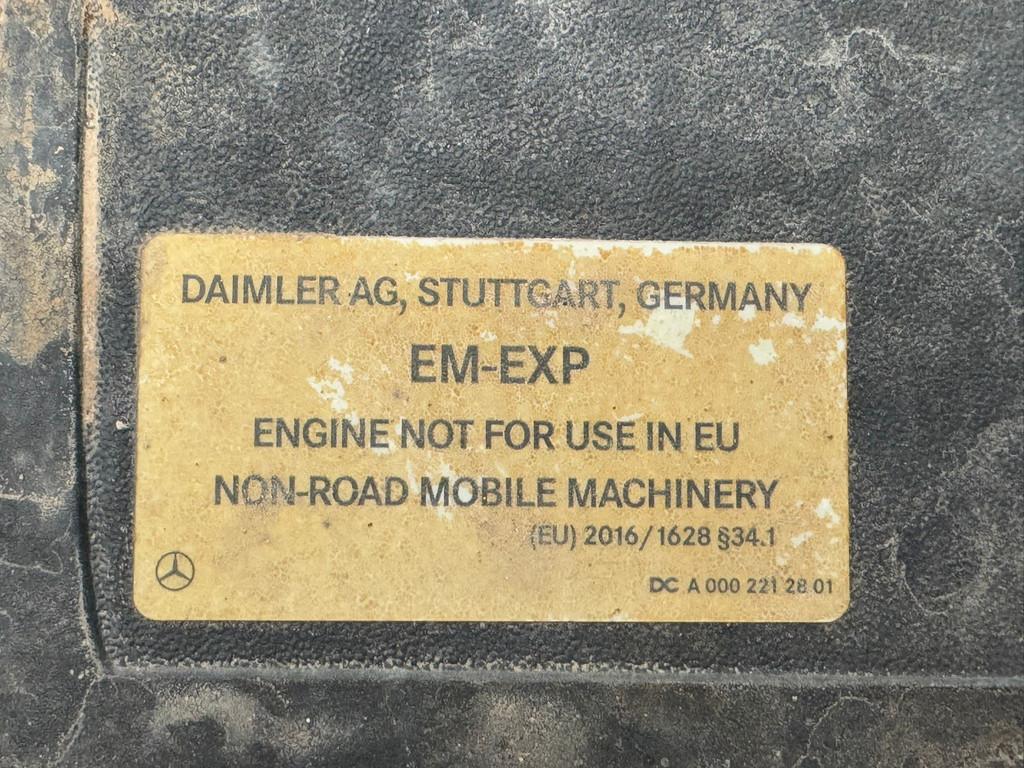 DAIMLER AG, STUTTGART, GERMANY
EM-EXP
ENGINE NOT FOR USE IN EU
NON-ROAD MOBILE MACHINERY
(EU) 2016/1628 §34.1
DC A 000 221 28 01